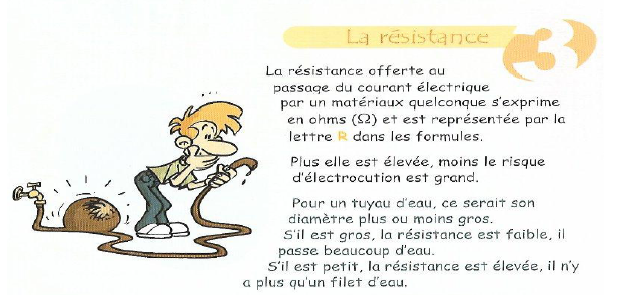 La résistance 3
La résistance offerte au
passage du courant électrique
par un matériaux quelconque s'exprime
en ohms (Ω) et est représentée par la
lettre R dans les formules.
Plus elle est élevée, moins le risque
d'électrocution est grand.
Pour un tuyau d'eau, ce serait son
diamètre plus ou moins gros.
S'il est gros, la résistance est faible, il
passe beaucoup d'eau.
S'il est petit, la résistance est élevée, il n'y
a plus qu'un filet d'eau.